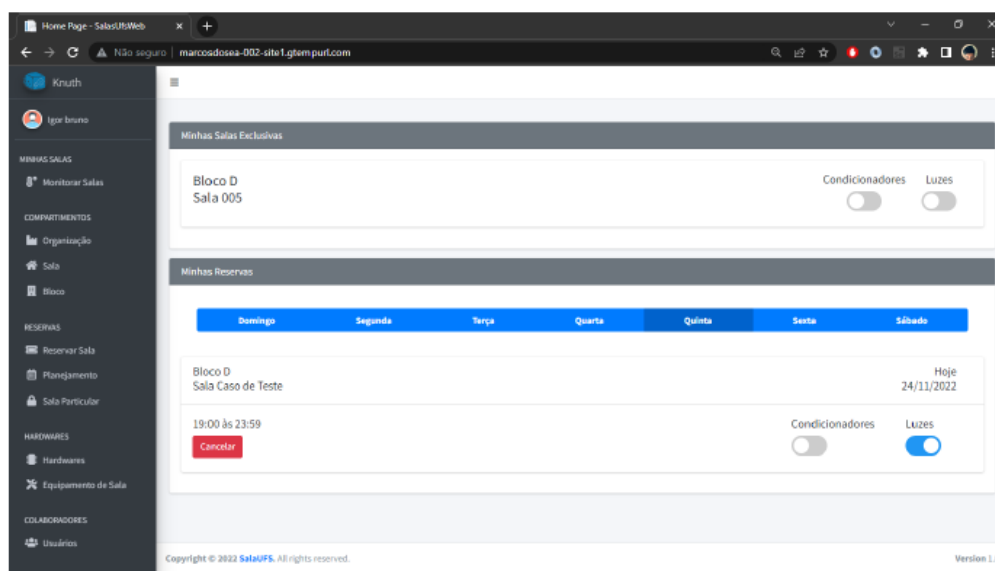 Home Page - SalasUfsWeb
Não seguro | marcosdosea-002-site1.gtempurl.com
Knuth
Igor bruno
MINHAS SALAS
Monitorar Salas
COMPARTIMENTOS
Organização
Sala
Bloco
RESERVAS
Reservar Sala
Planejamento
Sala Particular
HARDWARES
Hardwares
Equipamento de Sala
COLABORADORES
Usuários
Minhas Salas Exclusivas
Bloco D
Sala 005
Condicionadores Luzes
Minhas Reservas
Domingo Segunda Terça Quarta Quinta Sexta Sábado
Bloco D
Sala Caso de Teste
Hoje
24/11/2022
19:00 às 23:59
Cancelar
Condicionadores Luzes
Copyright © 2022 SalaUFS. All rights reserved.
Version 1.